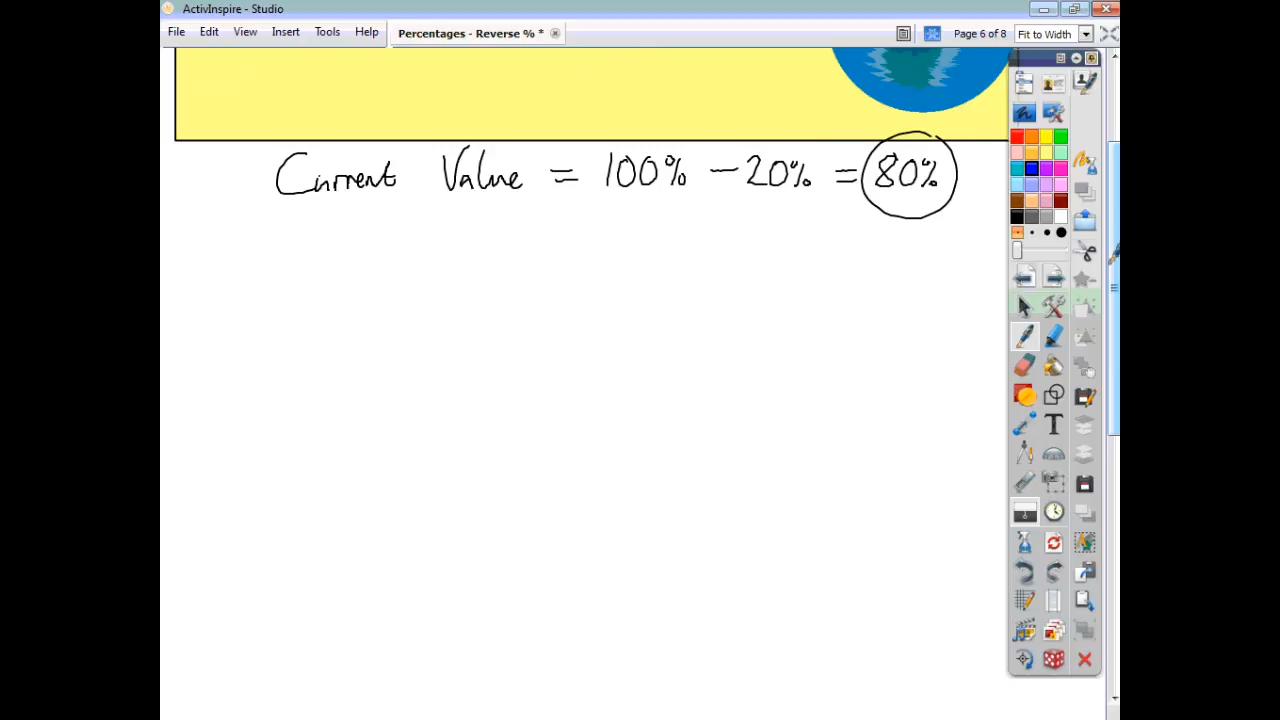 ActivInspire - Studio
File Edit View Insert Tools Help Percentages - Reverse % * Page 6 of 8 Fit to Width
Current Value = 100% - 20% = 80%